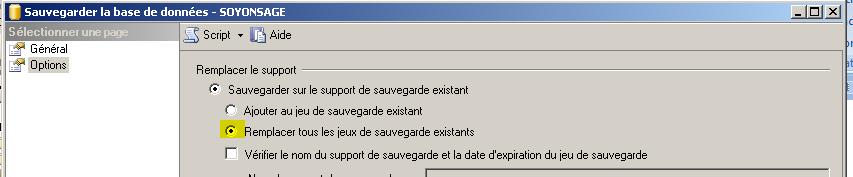 Sauvegarder la base de données - SOYONSAGE
Sélectionner une page
Général
Options
Script
Aide
Remplacer le support
Sauvegarder sur le support de sauvegarde existant
Ajouter au jeu de sauvegarde existant
Remplacer tous les jeux de sauvegarde existants
Vérifier le nom du support de sauvegarde et la date d'expiration du jeu de sauvegarde